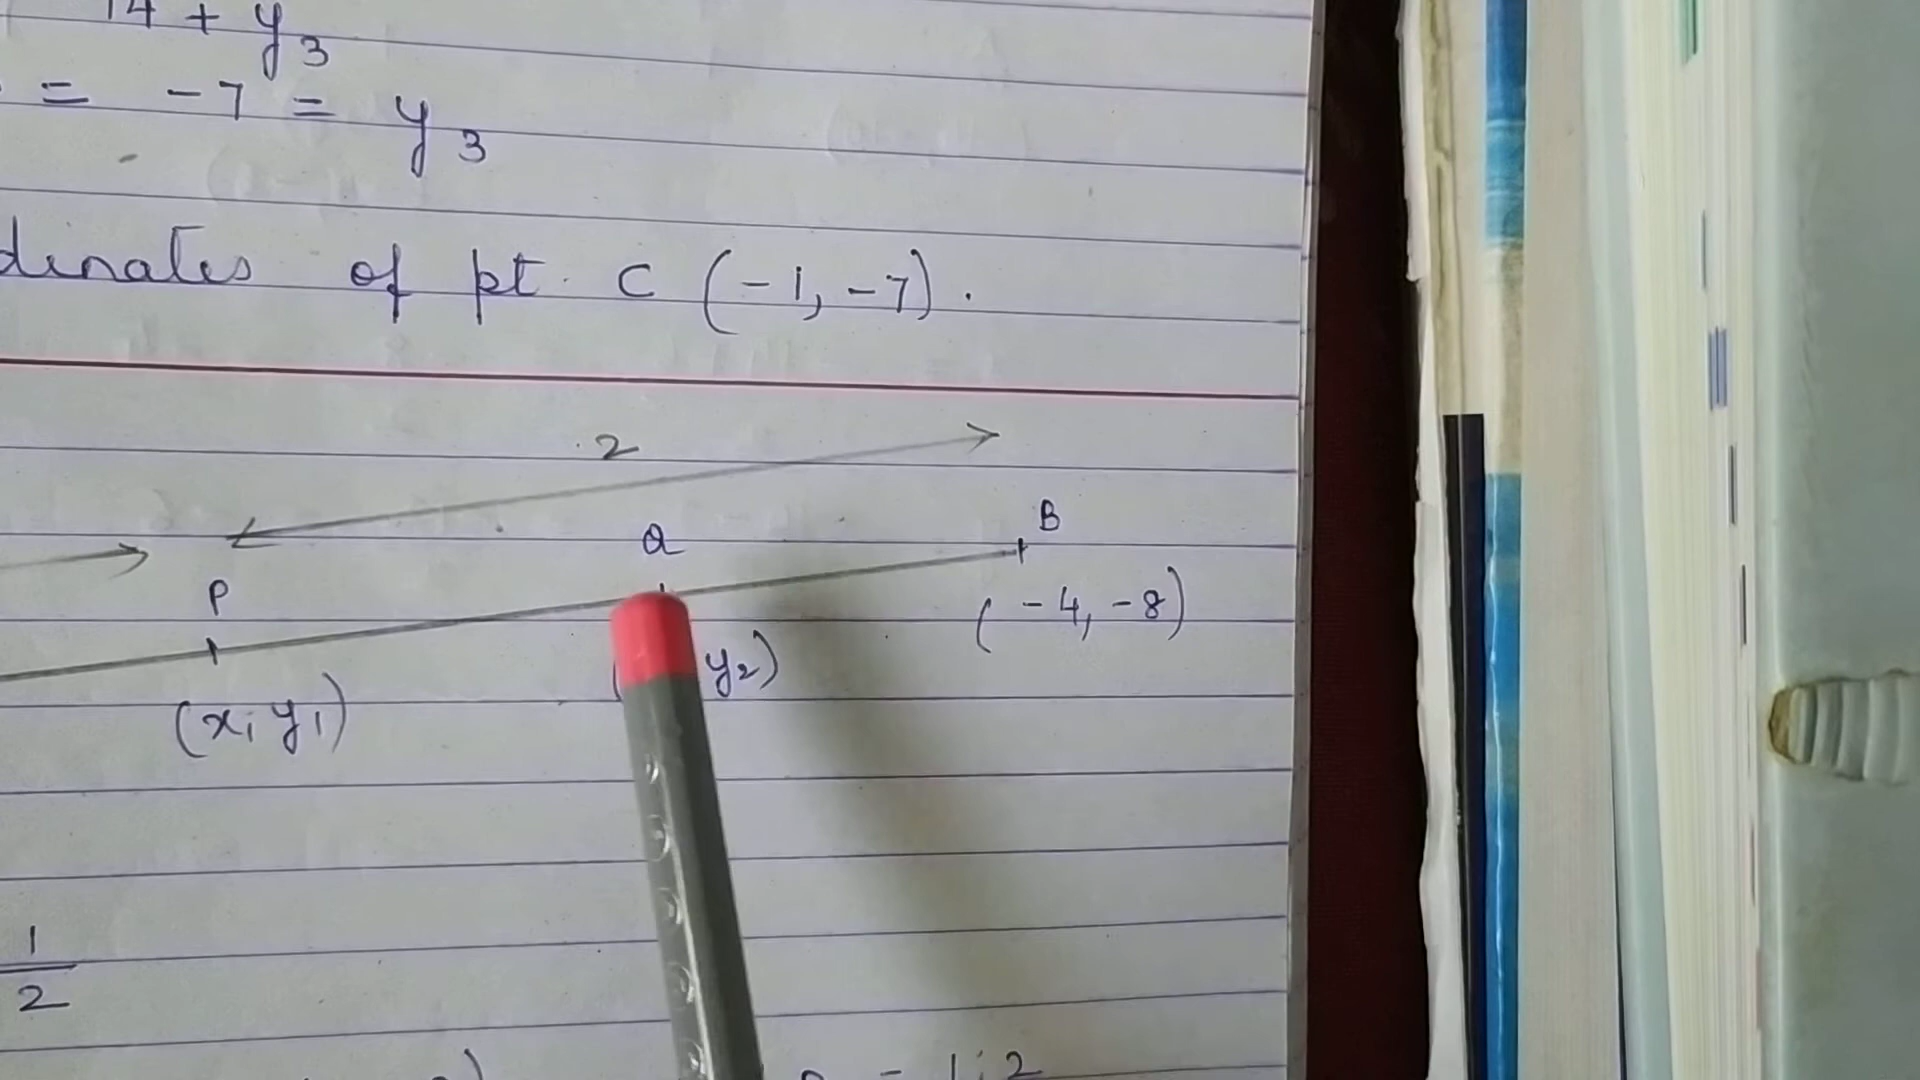 14 + y3
= -7 = y3
dinates of pt. C (-1, -7).
2
Q
B
P
(-4, -8)
y2)
(x1 y1)
1
2
= 1:2